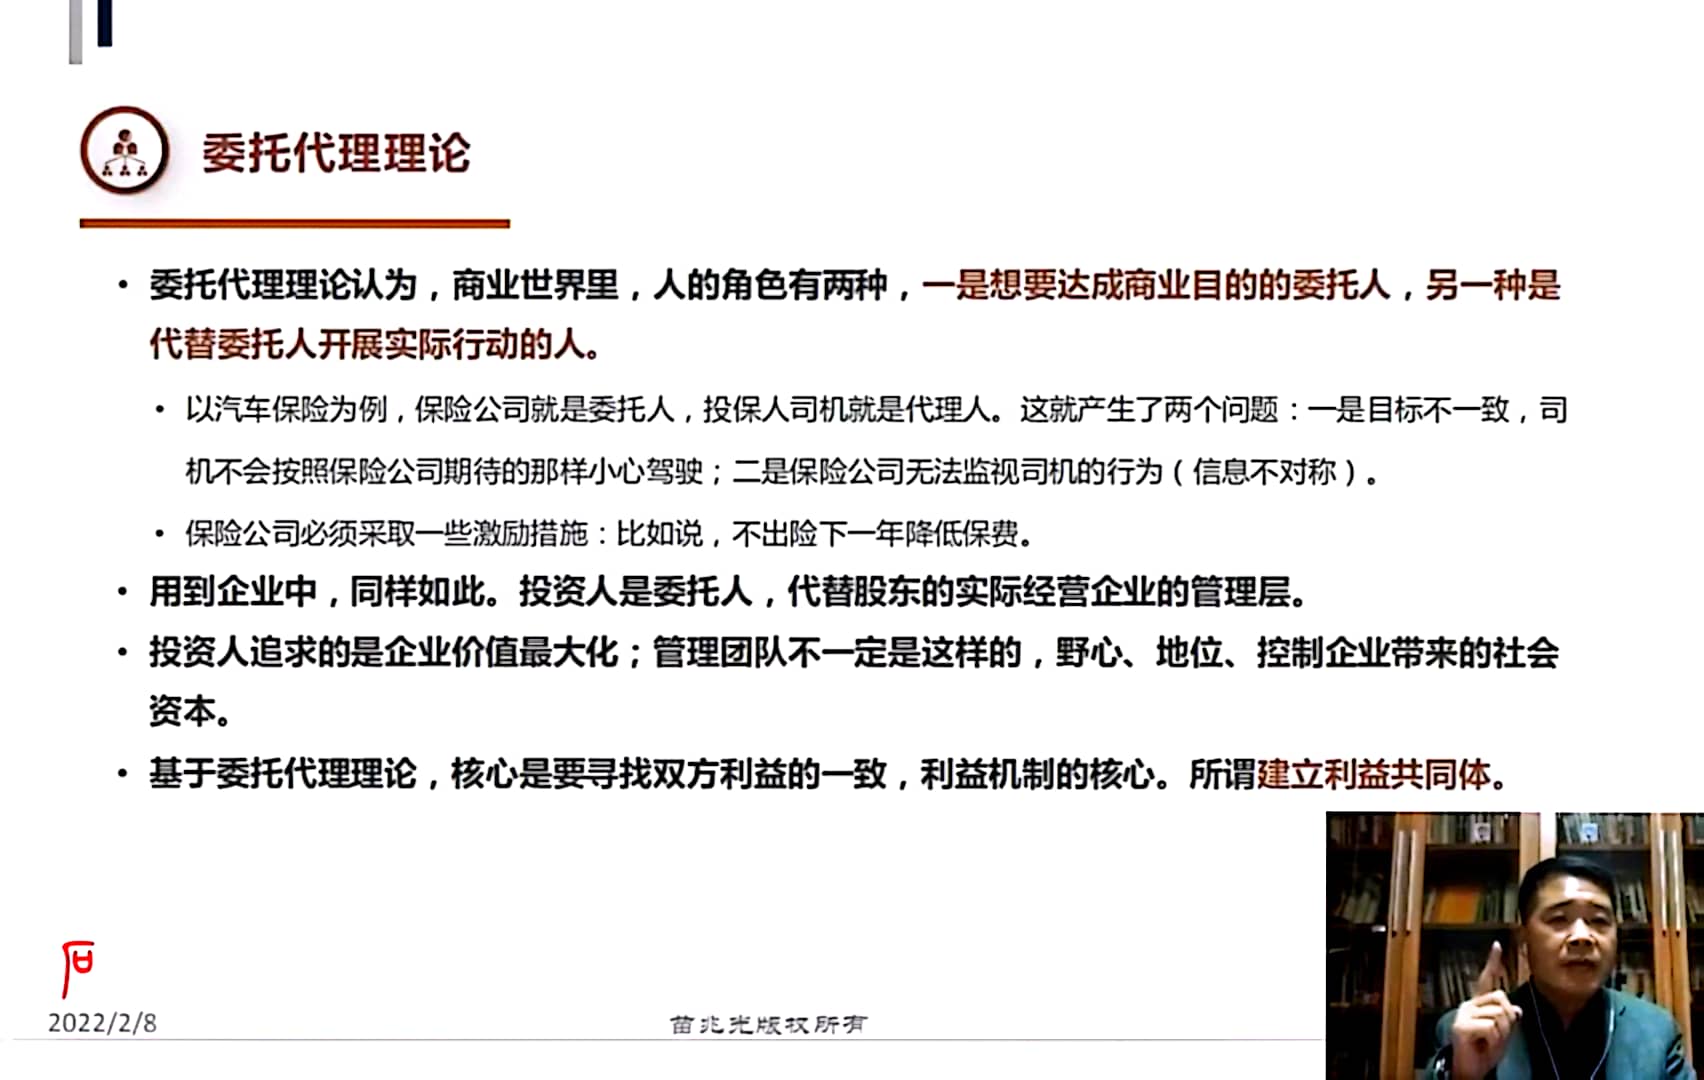 委托代理理论
• 委托代理理论认为，商业世界里，人的角色有两种，一是想要达成商业目的的委托人，另一种是
代替委托人开展实际行动的人。
• 以汽车保险为例，保险公司就是委托人，投保人司机就是代理人。这就产生了两个问题：一是目标不一致，司
机不会按照保险公司期待的那样小心驾驶；二是保险公司无法监视司机的行为（信息不对称）。
• 保险公司必须采取一些激励措施：比如说，不出险下一年降低保费。
• 用到企业中，同样如此。投资人是委托人，代替股东的实际经营企业的管理层。
• 投资人追求的是企业价值最大化；管理团队不一定是这样的，野心、地位、控制企业带来的社会
资本。
• 基于委托代理理论，核心是要寻找双方利益的一致，利益机制的核心。所谓建立利益共同体。
2022/2/8
苗兆光版权所有